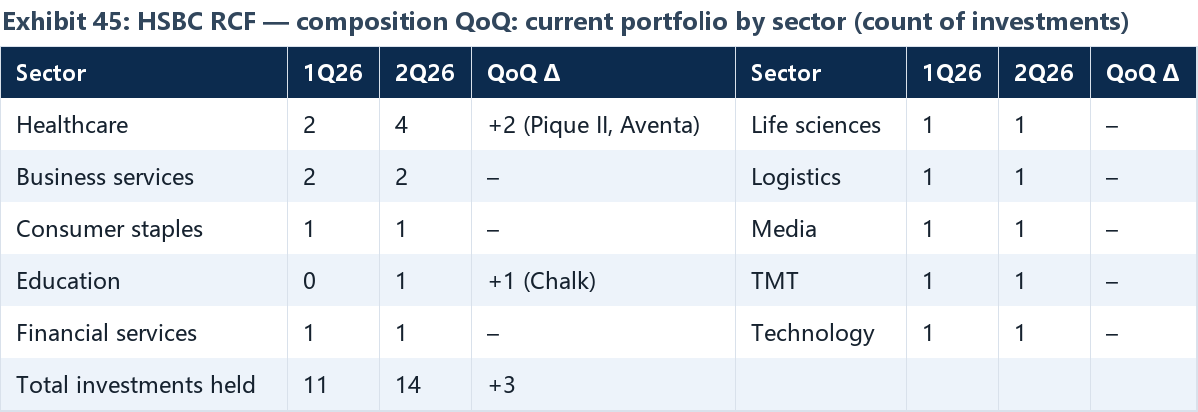 Exhibit 45: HSBC RCF — composition QoQ: current portfolio by sector (count of investments)
Sector 1Q26 2Q26 QoQ Δ Sector 1Q26 2Q26 QoQ Δ
Healthcare 2 4 +2 (Pique II, Aventa) Life sciences 1 1 –
Business services 2 2 – Logistics 1 1 –
Consumer staples 1 1 – Media 1 1 –
Education 0 1 +1 (Chalk) TMT 1 1 –
Financial services 1 1 – Technology 1 1 –
Total investments held 11 14 +3